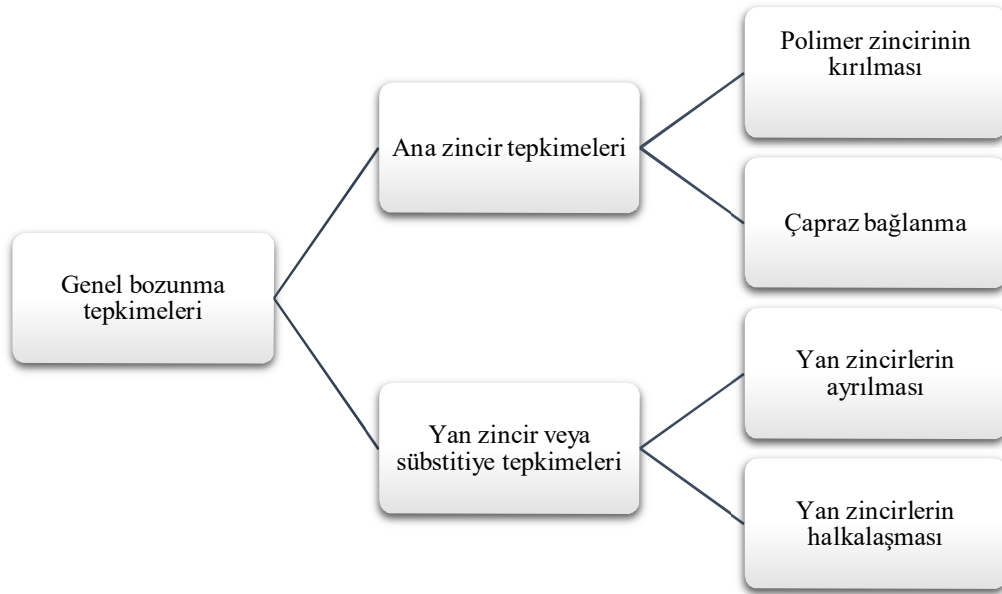 Genel bozunma
tepkimeleri
Ana zincir tepkimeleri
Polimer zincirinin
kırılması
Çapraz bağlanma
Yan zincir veya
sübstitiye tepkimeleri
Yan zincirlerin
ayrılması
Yan zincirlerin
halkalaşması